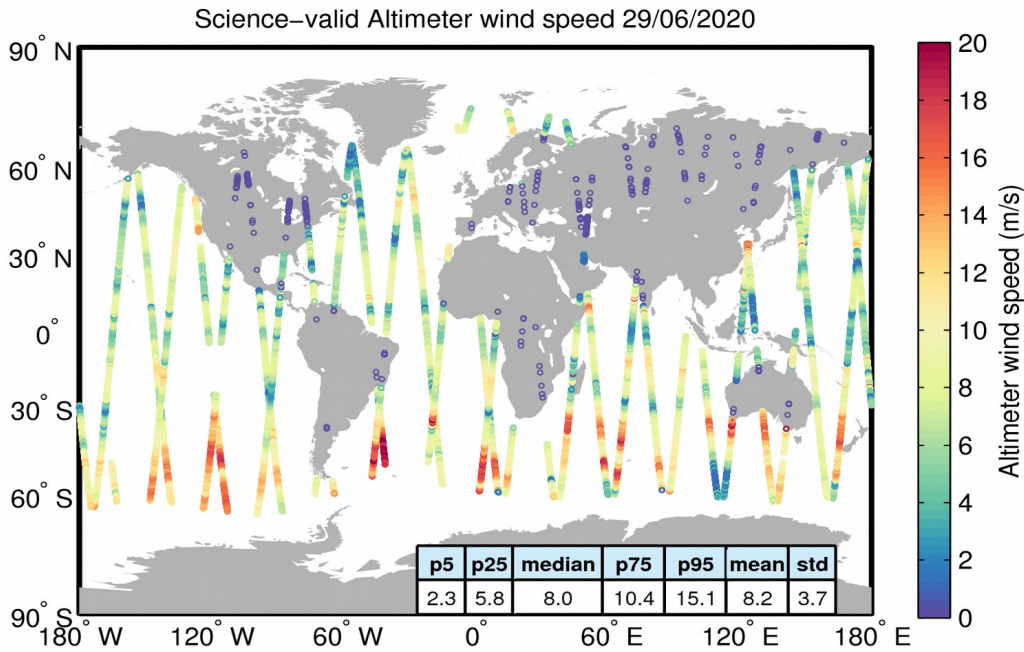 Science−valid Altimeter wind speed 29/06/2020
90° N
60° N
30° N
0°
30° S
60° S
90° S
180° W
120° W
60° W
0°
60° E
120° E
180° E
p5 p25 median p75 p95 mean std
2.3 5.8 8.0 10.4 15.1 8.2 3.7
20
18
16
14
12
10
8
6
4
2
0
Altimeter wind speed (m/s)